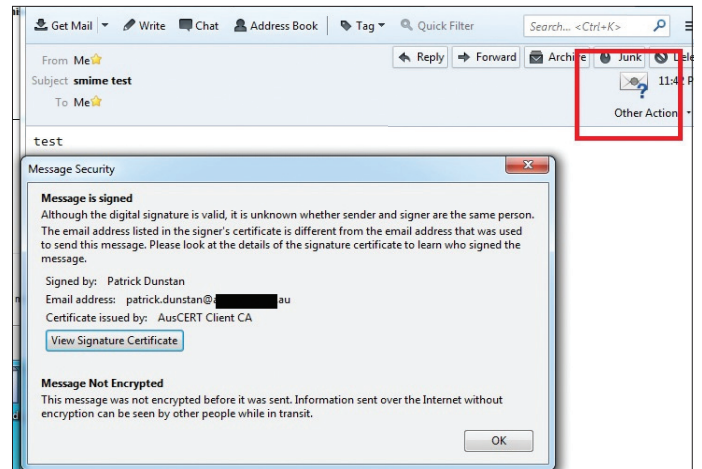 Get Mail Write Chat Address Book Tag Quick Filter Search... <Ctrl+K>
From Me Reply Forward Archive Junk Dele
Subject smime test 11:42 P
To Me Other Action
test
Message Security
Message is signed
Although the digital signature is valid, it is unknown whether sender and signer are the same person.
The email address listed in the signer's certificate is different from the email address that was used
to send this message. Please look at the details of the signature certificate to learn who signed the
message.
Signed by: Patrick Dunstan
Email address: patrick.dunstan@ au
Certificate issued by: AusCERT Client CA
View Signature Certificate
Message Not Encrypted
This message was not encrypted before it was sent. Information sent over the Internet without
encryption can be seen by other people while in transit.
OK